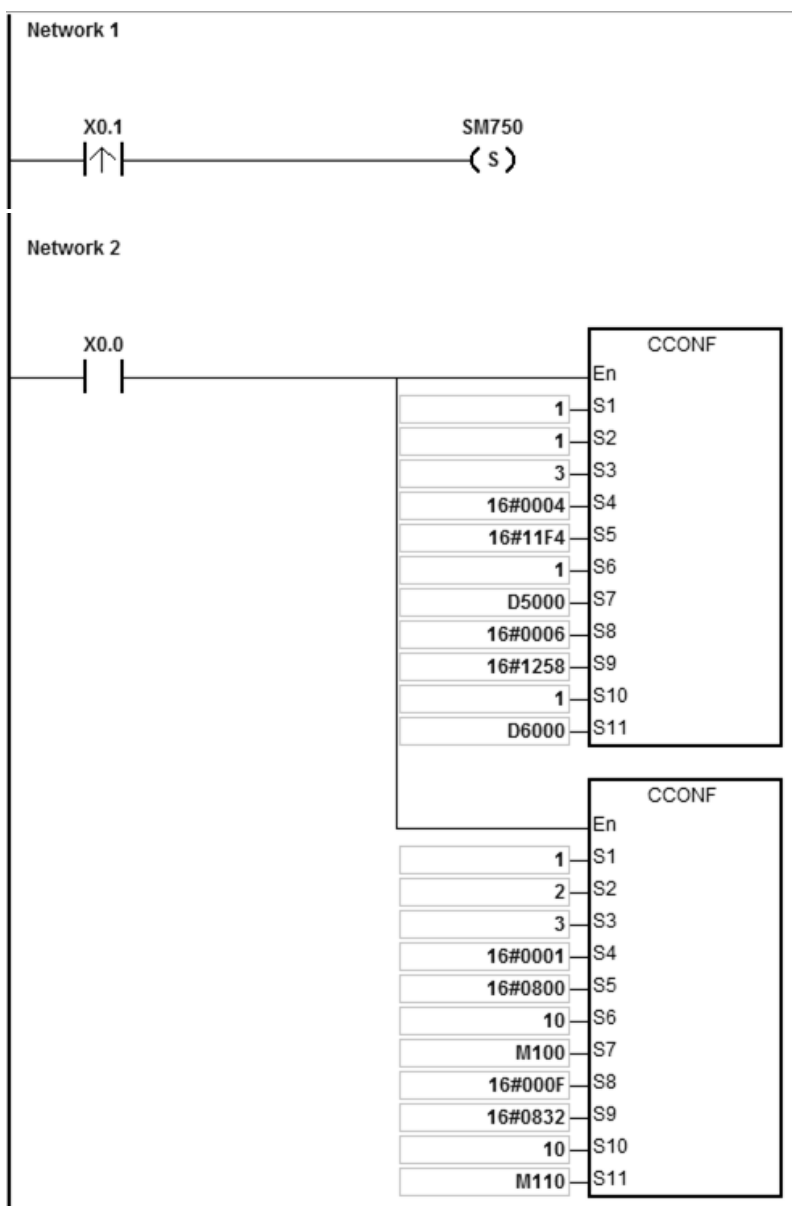 Network 1
X0.1 SM750
S
Network 2
X0.0
CCONF
En
1 S1
1 S2
3 S3
16#0004 S4
16#11F4 S5
1 S6
D5000 S7
16#0006 S8
16#1258 S9
1 S10
D6000 S11
CCONF
En
1 S1
2 S2
3 S3
16#0001 S4
16#0800 S5
10 S6
M100 S7
16#000F S8
16#0832 S9
10 S10
M110 S11